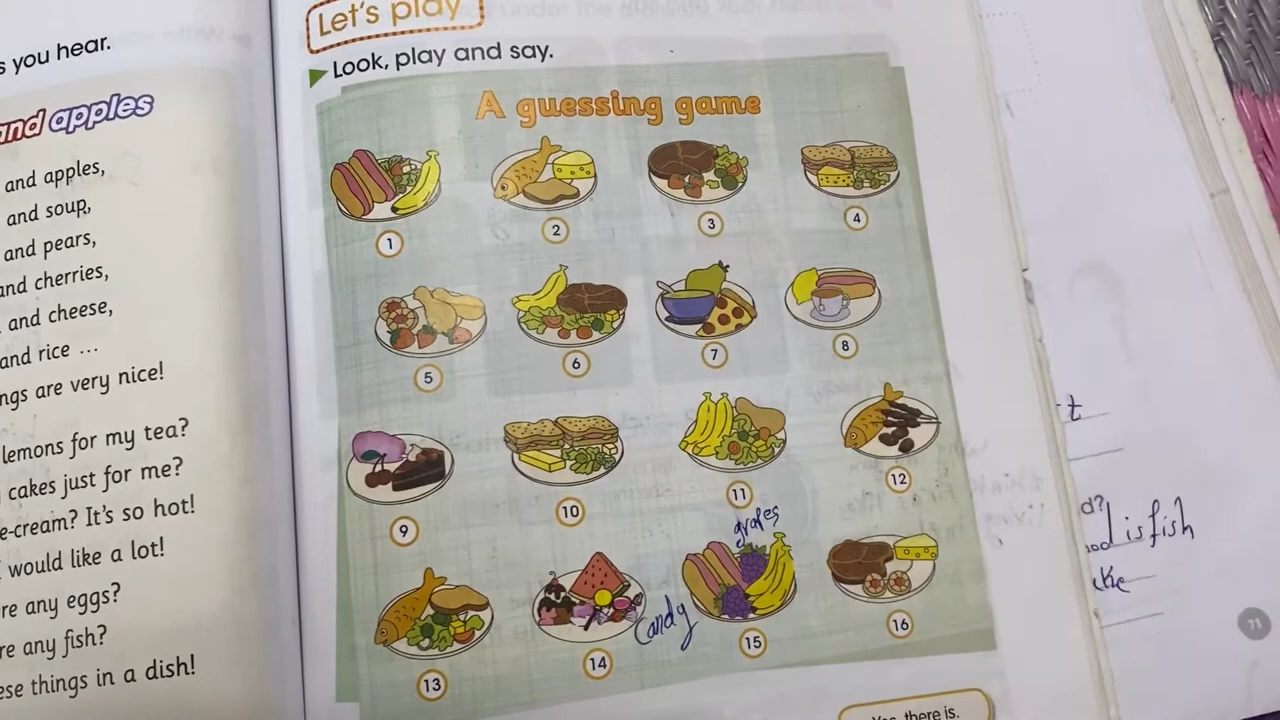 s you hear.
and apples
and apples,
and soup,
and pears,
and cherries,
and cheese,
and rice ...
ngs are very nice!
lemons for my tea?
cakes just for me?
e-cream? It's so hot!
would like a lot!
re any eggs?
re any fish?
ese things in a dish!
Let's play
Look, play and say.
A guessing game
1
2
3
4
5
6
7
8
9
10
11
12
grapes
candy
13
14
15
16
Yes, there is.
t
d?
is fish
71